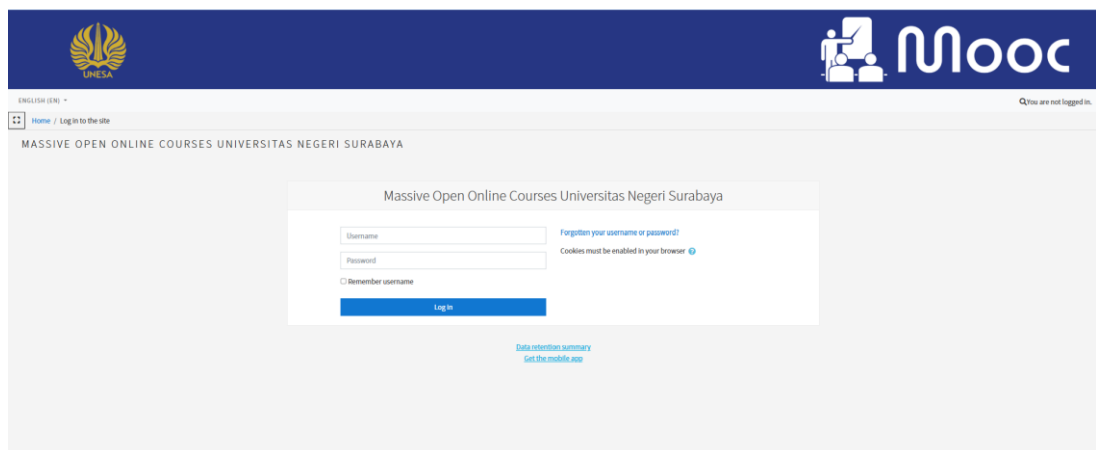 UNESA
Mooc
ENGLISH (EN)
You are not logged in.
Home / Log in to the site
MASSIVE OPEN ONLINE COURSES UNIVERSITAS NEGERI SURABAYA
Massive Open Online Courses Universitas Negeri Surabaya
Username
Password
Remember username
Log in
Forgotten your username or password?
Cookies must be enabled in your browser
Data retention summary
Get the mobile app